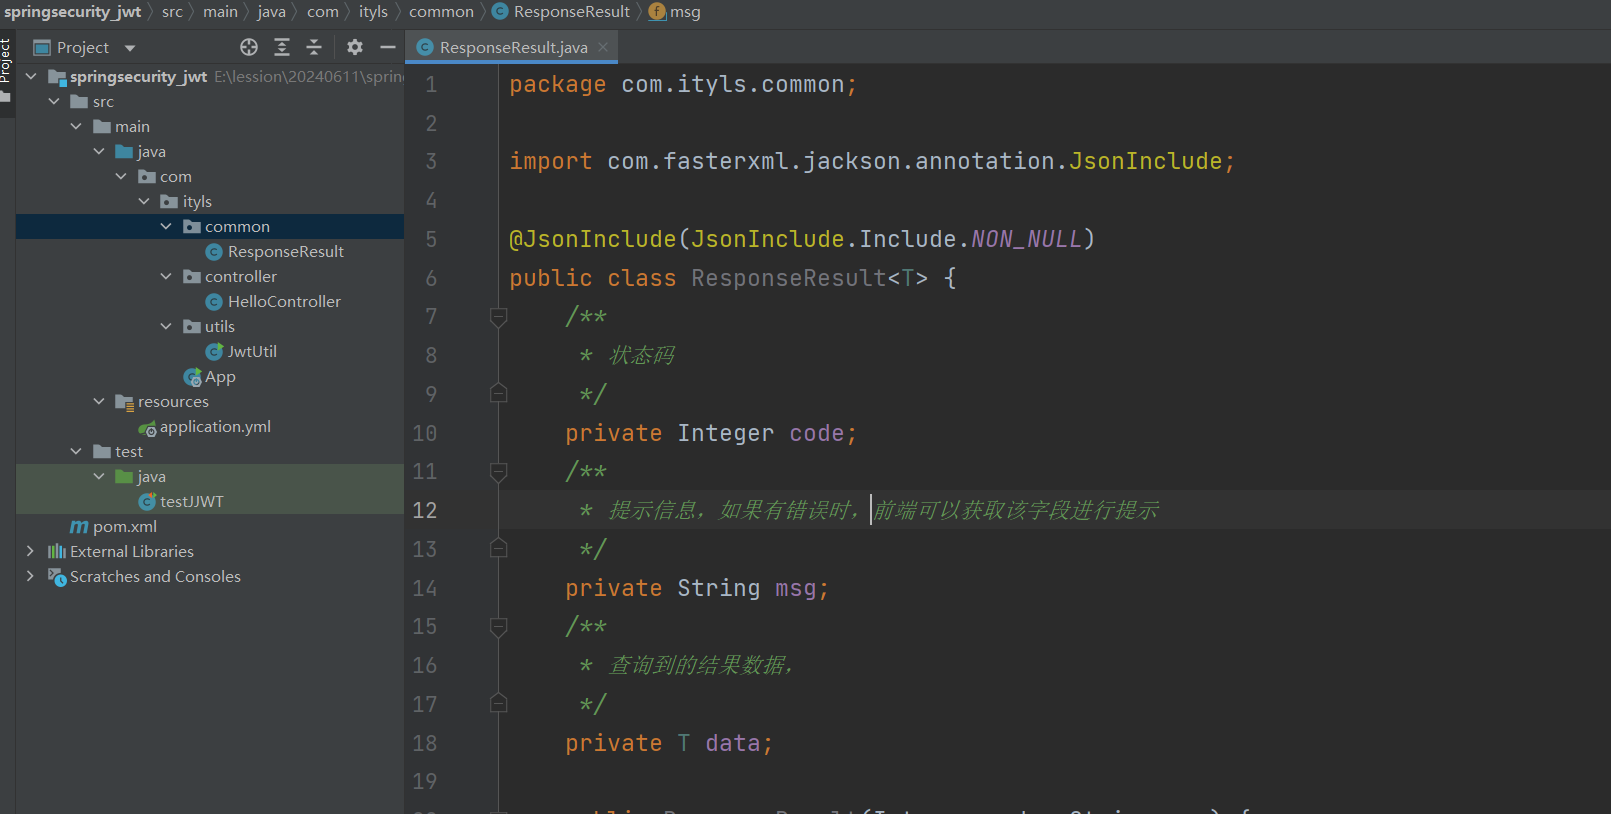 springsecurity_jwt src main java com ityls common ResponseResult msg
Project
Project
ResponseResult.java
springsecurity_jwt E:\lession\20240611\sprin
src
main
java
com
ityls
common
ResponseResult
controller
HelloController
utils
JwtUtil
App
resources
application.yml
test
java
testJJWT
pom.xml
External Libraries
Scratches and Consoles
1 package com.ityls.common;
2
3 import com.fasterxml.jackson.annotation.JsonInclude;
4
5 @JsonInclude(JsonInclude.Include.NON_NULL)
6 public class ResponseResult<T> {
7 /**
8 * 状态码
9 */
10 private Integer code;
11 /**
12 * 提示信息，如果有错误时，前端可以获取该字段进行提示
13 */
14 private String msg;
15 /**
16 * 查询到的结果数据，
17 */
18 private T data;
19